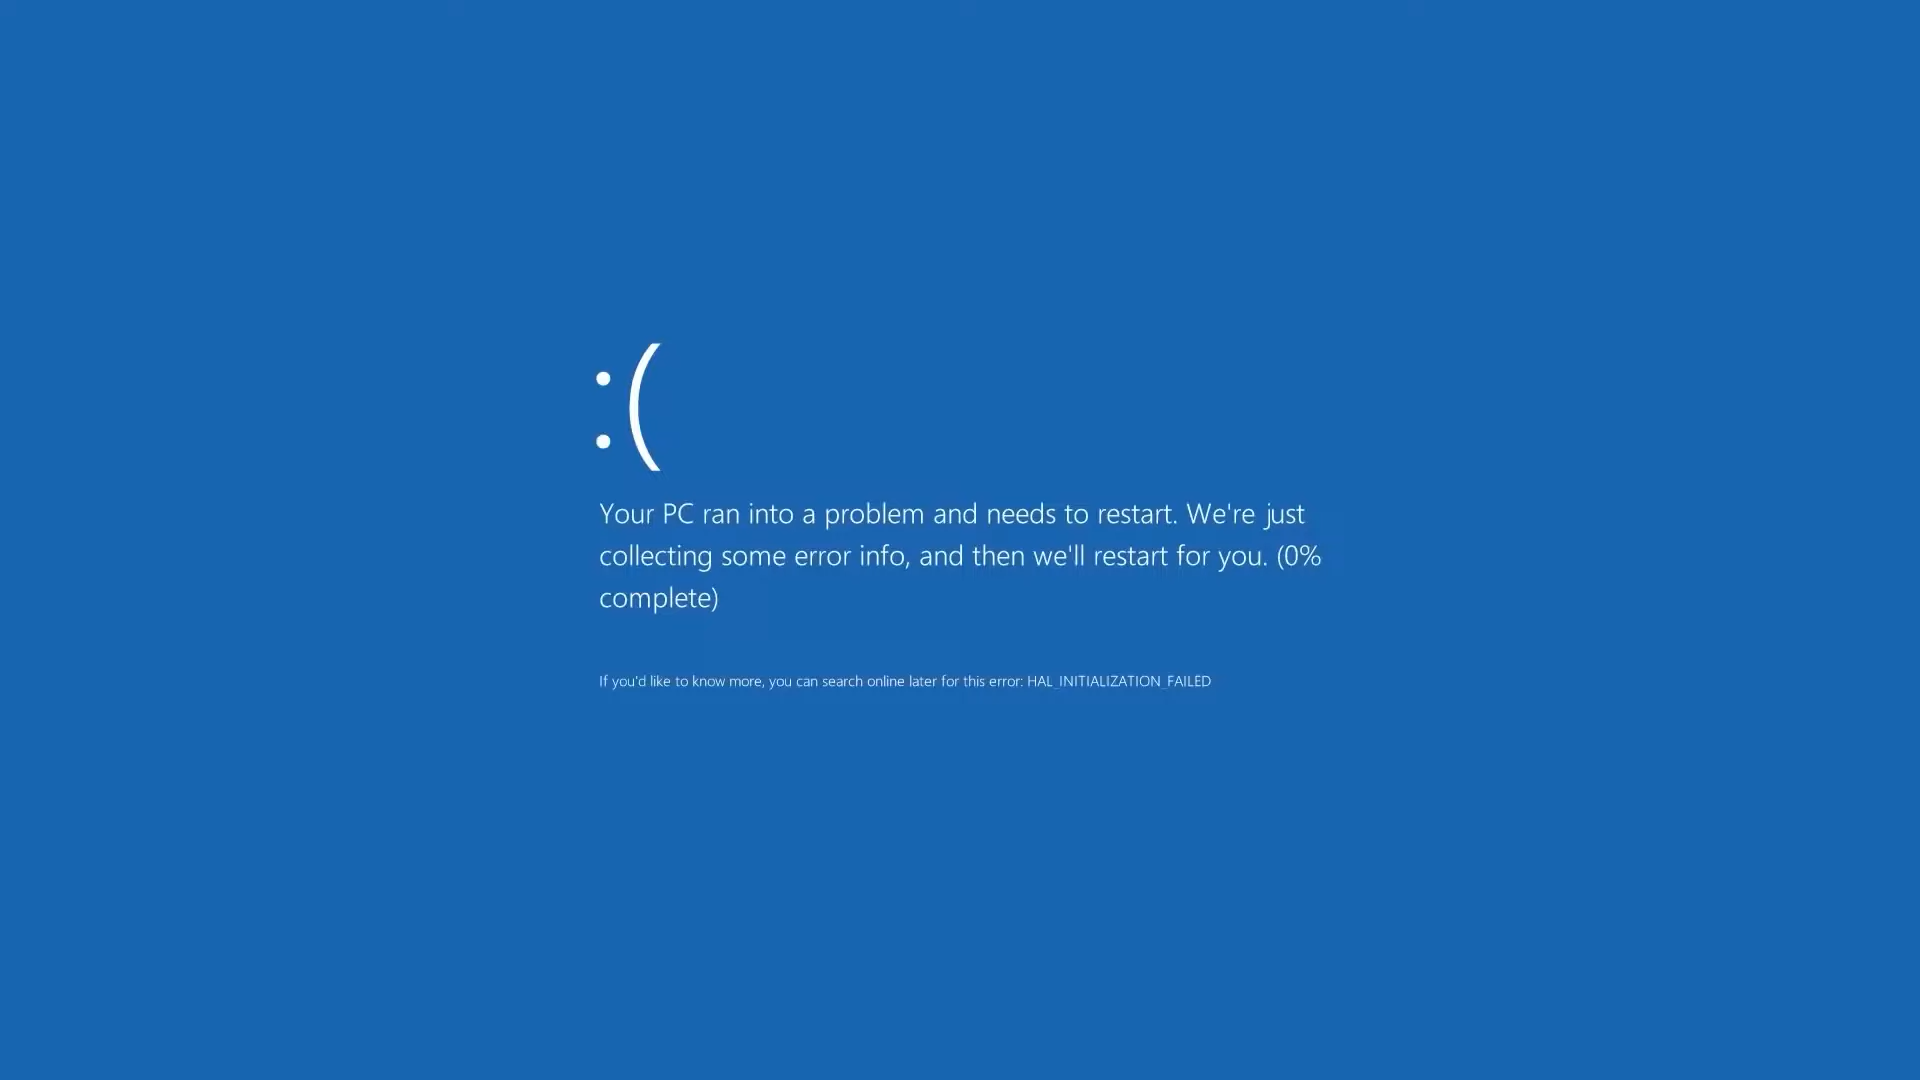 :(
Your PC ran into a problem and needs to restart. We're just
collecting some error info, and then we'll restart for you. (0%
complete)
If you'd like to know more, you can search online later for this error: HAL_INITIALIZATION_FAILED